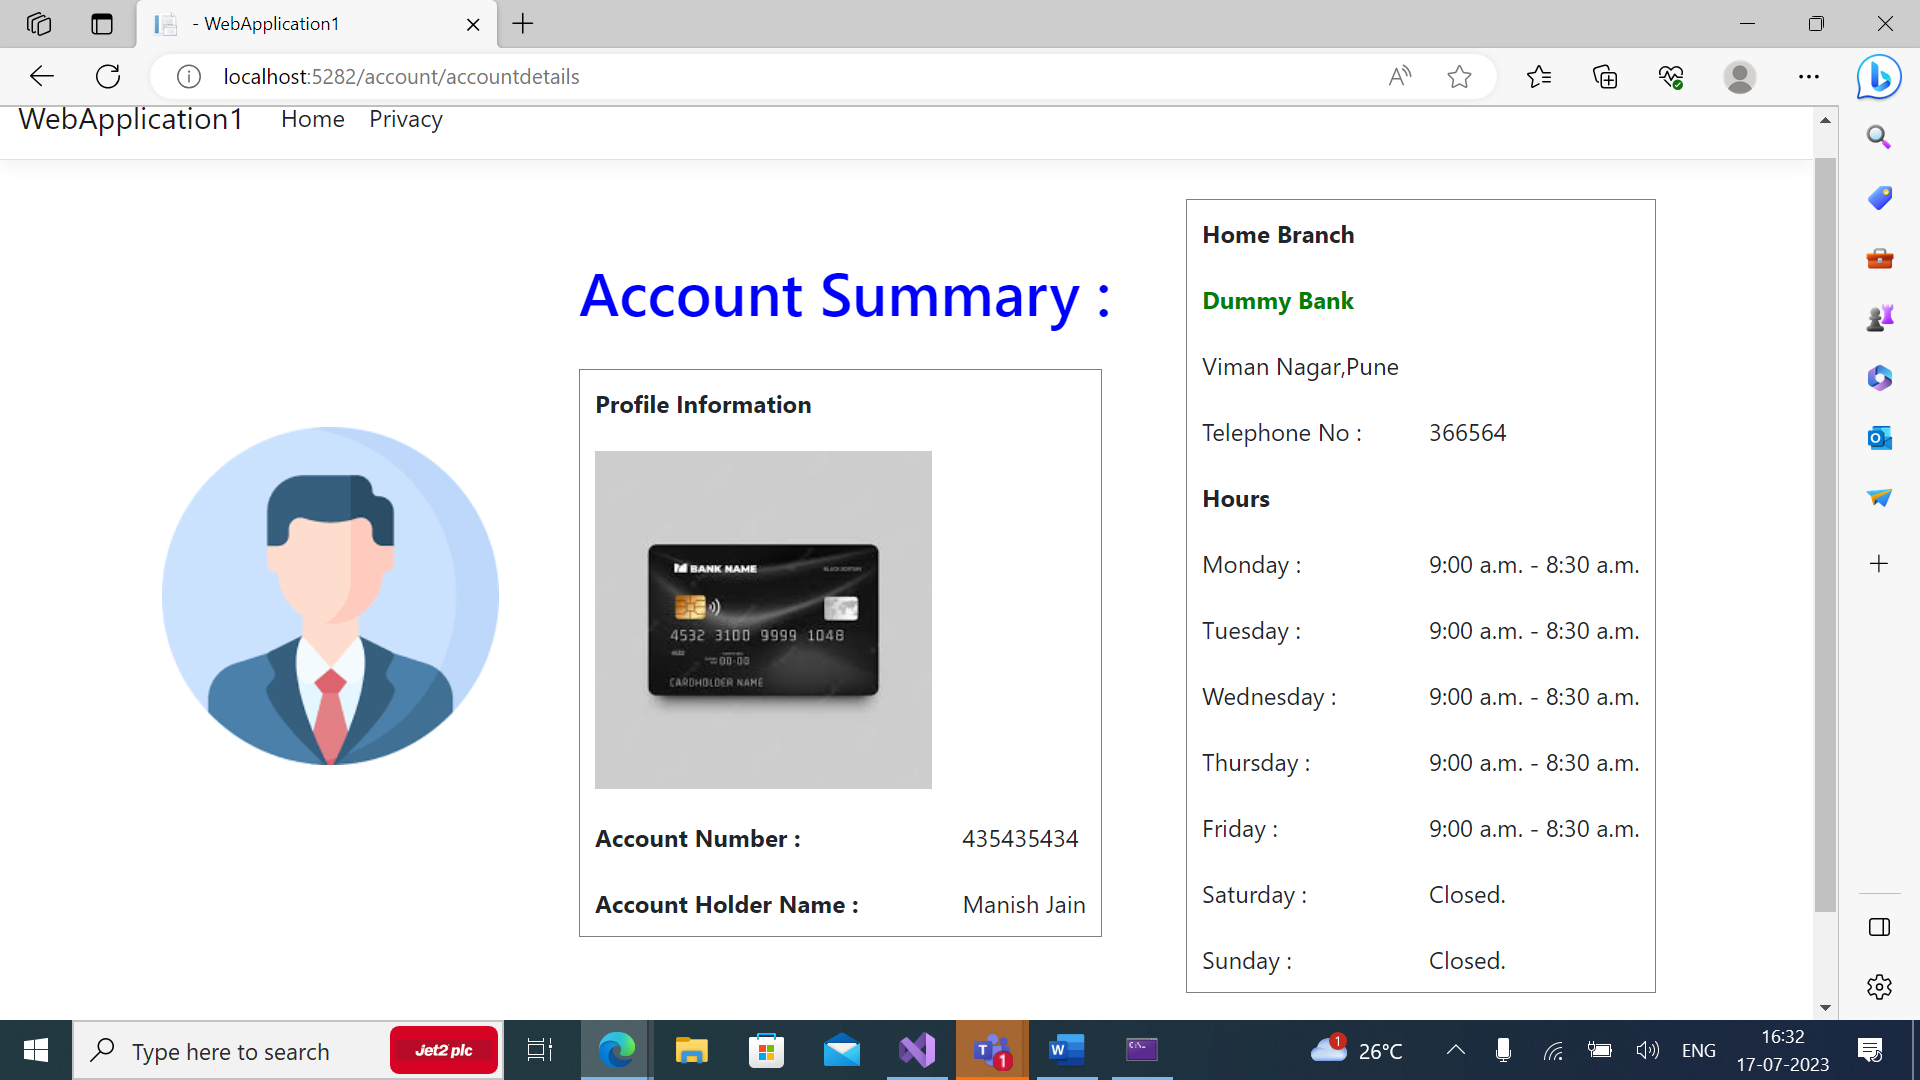 - WebApplication1
localhost:5282/account/accountdetails
WebApplication1 Home Privacy
Account Summary :
Profile Information
BANK NAME
4532 3100 9999 1048
00-00
CARDHOLDER NAME
Account Number : 435435434
Account Holder Name : Manish Jain
Home Branch
Dummy Bank
Viman Nagar,Pune
Telephone No : 366564
Hours
Monday : 9:00 a.m. - 8:30 a.m.
Tuesday : 9:00 a.m. - 8:30 a.m.
Wednesday : 9:00 a.m. - 8:30 a.m.
Thursday : 9:00 a.m. - 8:30 a.m.
Friday : 9:00 a.m. - 8:30 a.m.
Saturday : Closed.
Sunday : Closed.
Type here to search
Jet2 plc
1
1
26°C
ENG
16:32
17-07-2023